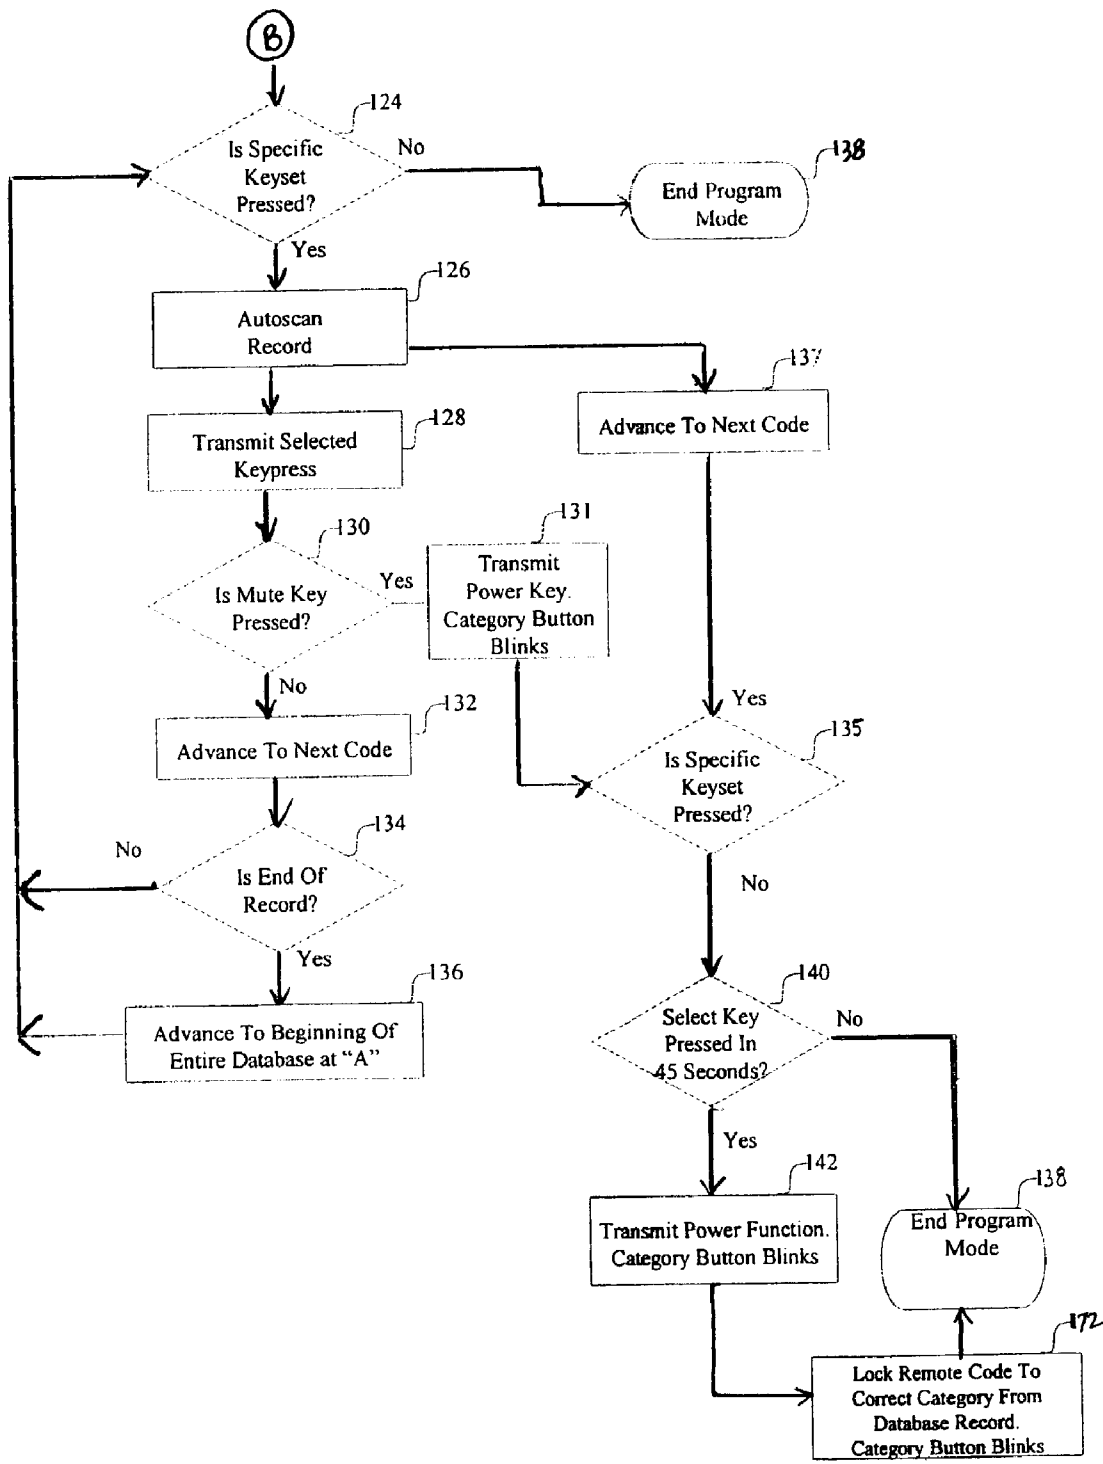 B
124
Is Specific
Keyset
Pressed?
No
138
End Program
Mode
Yes
126
Autoscan
Record
137
Advance To Next Code
128
Transmit Selected
Keypress
130
Is Mute Key
Pressed?
Yes
131
Transmit
Power Key.
Category Button
Blinks
No
132
Advance To Next Code
Yes
135
Is Specific
Keyset
Pressed?
134
No
Is End Of
Record?
No
Yes
136
Advance To Beginning Of
Entire Database at “A”
140
Select Key
Pressed In
45 Seconds?
No
Yes
142
Transmit Power Function.
Category Button Blinks
138
End Program
Mode
172
Lock Remote Code To
Correct Category From
Database Record.
Category Button Blinks